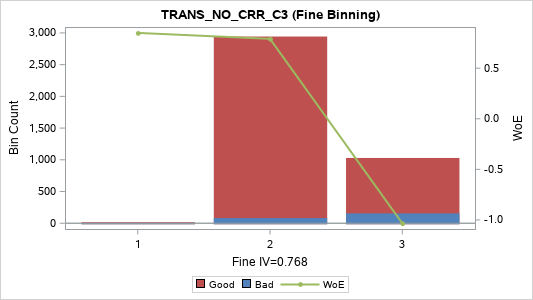 TRANS_NO_CRR_C3 (Fine Binning)
3,000
2,500
2,000
1,500
1,000
500
0
Bin Count
0.5
0.0
-0.5
-1.0
WoE
1 2 3
Fine IV=0.768
Good Bad WoE